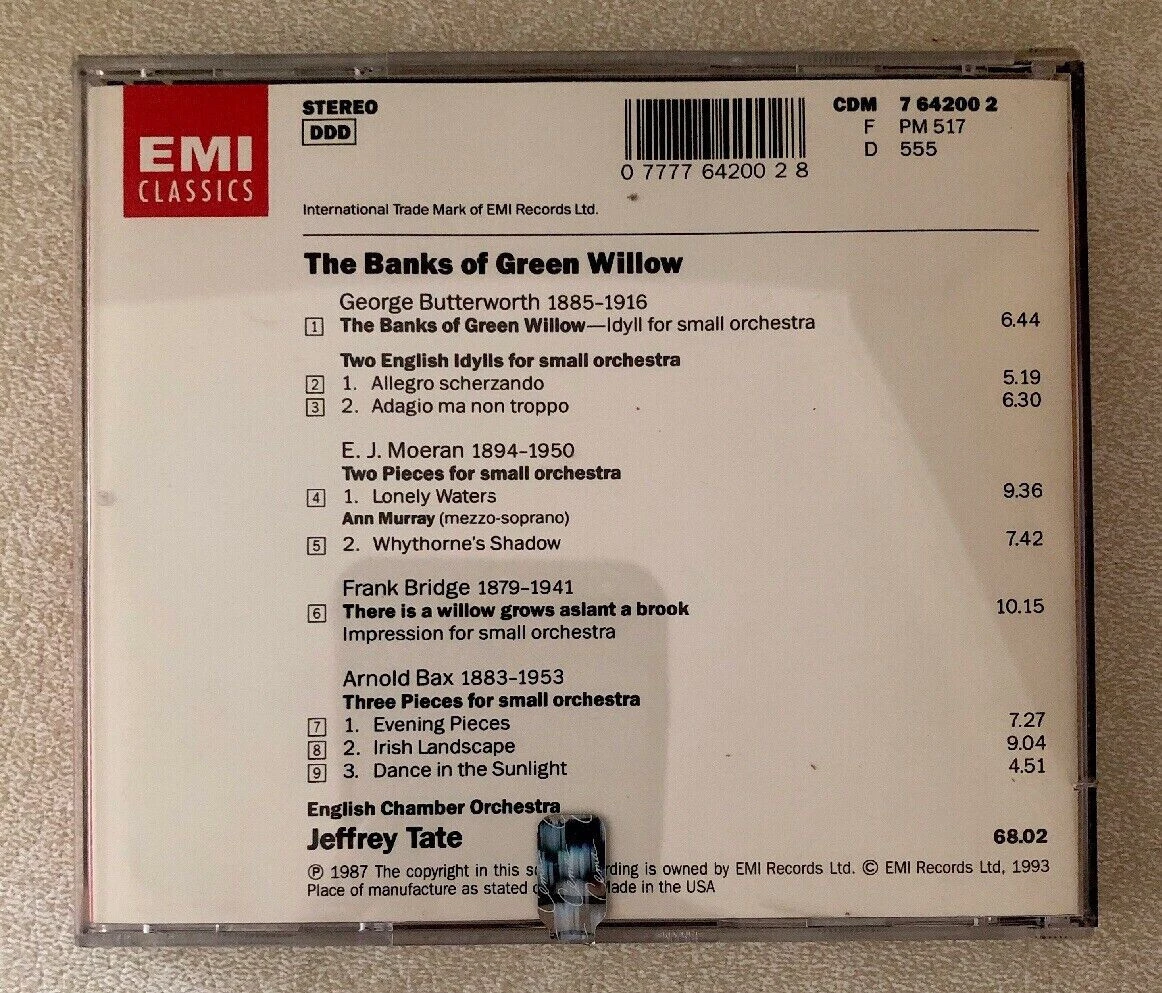 EMI
CLASSICS
STEREO
DDD
0 7777 64200 2 8
CDM 7 64200 2
F PM 517
D 555
International Trade Mark of EMI Records Ltd.
The Banks of Green Willow
George Butterworth 1885–1916
1 The Banks of Green Willow—Idyll for small orchestra 6.44
Two English Idylls for small orchestra
2 1. Allegro scherzando 5.19
3 2. Adagio ma non troppo 6.30
E. J. Moeran 1894–1950
Two Pieces for small orchestra
4 1. Lonely Waters 9.36
Ann Murray (mezzo-soprano)
5 2. Whythorne's Shadow 7.42
Frank Bridge 1879–1941
6 There is a willow grows aslant a brook 10.15
Impression for small orchestra
Arnold Bax 1883–1953
Three Pieces for small orchestra
7 1. Evening Pieces 7.27
8 2. Irish Landscape 9.04
9 3. Dance in the Sunlight 4.51
English Chamber Orchestra
Jeffrey Tate 68.02
℗ 1987 The copyright in this rding is owned by EMI Records Ltd. © EMI Records Ltd, 1993
Place of manufacture as stated Made in the USA